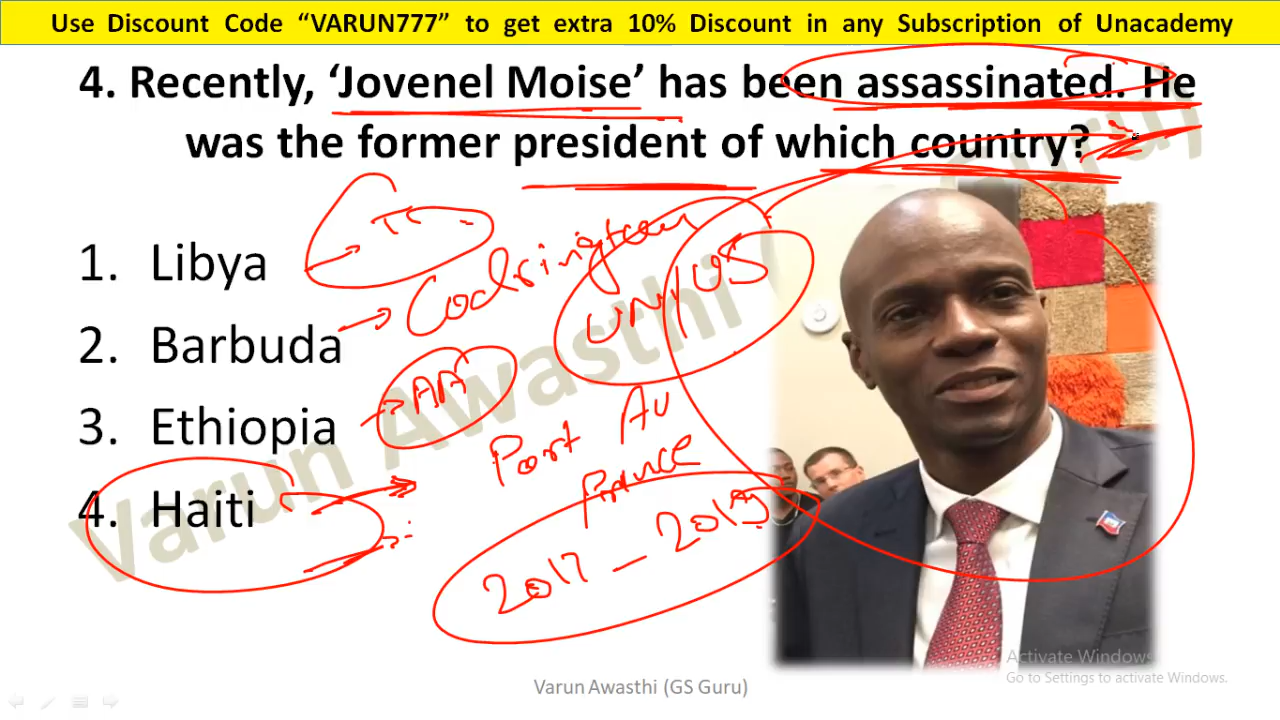 Use Discount Code “VARUN777” to get extra 10% Discount in any Subscription of Unacademy
4. Recently, ‘Jovenel Moise’ has been assassinated. He
was the former president of which country?
1. Libya
2. Barbuda
3. Ethiopia
4. Haiti
UN/US
AA
Port Au
Prince
2017 -
Varun Awasthi
Activate Windows
Go to Settings to activate Windows.
Varun Awasthi (GS Guru)